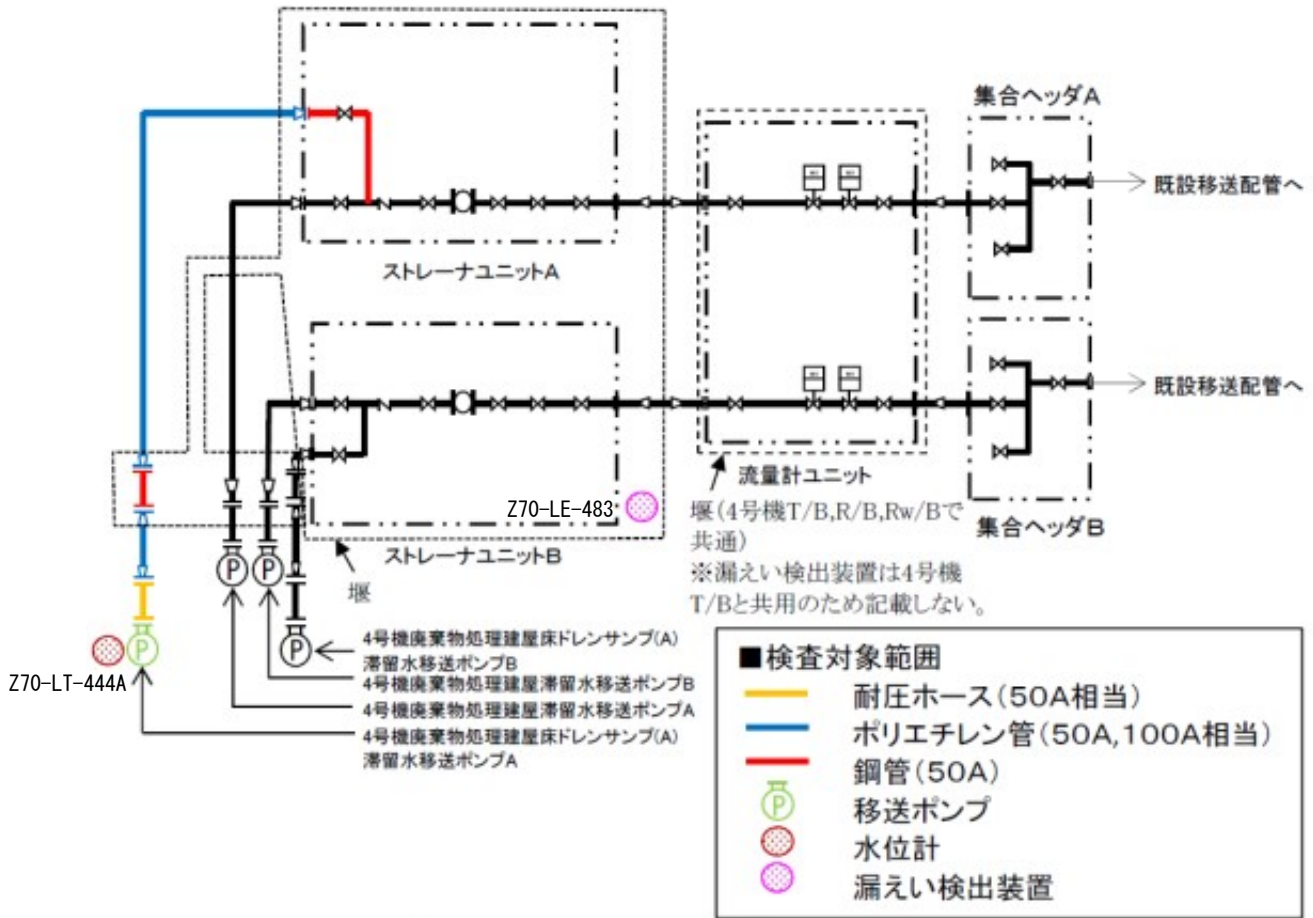 集合ヘッダA
既設移送配管へ
ストレーナユニットA
既設移送配管へ
流量計ユニット
Z70-LE-483
堰(4号機T/B,R/B,Rw/Bで
共通)
※漏えい検出装置は4号機
T/Bと共用のため記載しない。
集合ヘッダB
ストレーナユニットB
堰
P
P
P
P
Z70-LT-444A
4号機廃棄物処理建屋床ドレンサンプ(A)
滞留水移送ポンプB
4号機廃棄物処理建屋滞留水移送ポンプB
4号機廃棄物処理建屋滞留水移送ポンプA
4号機廃棄物処理建屋床ドレンサンプ(A)
滞留水移送ポンプA
■検査対象範囲
耐圧ホース(50A相当)
ポリエチレン管(50A,100A相当)
鋼管(50A)
P 移送ポンプ
水位計
漏えい検出装置